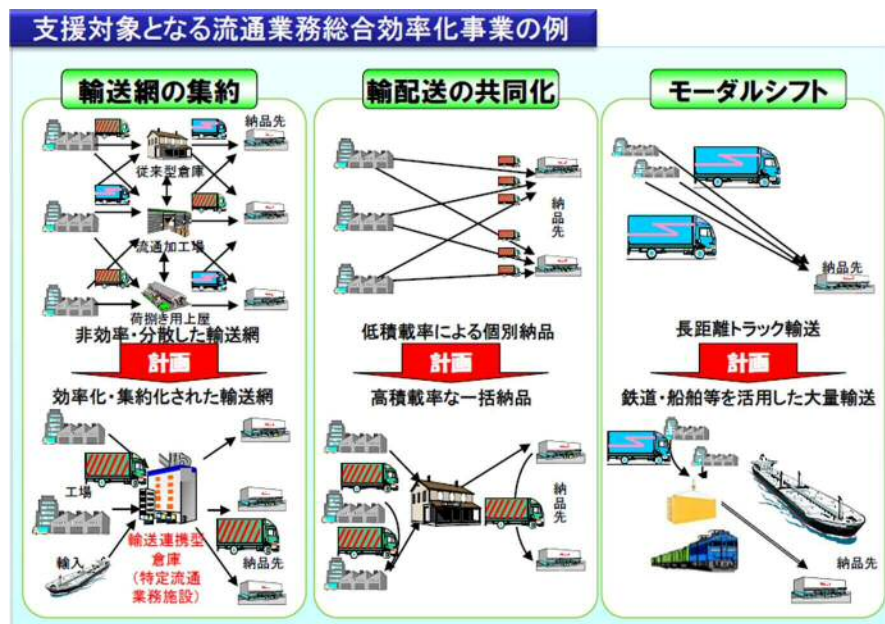 支援対象となる流通業務総合効率化事業の例
輸送網の集約
納品先
従来型倉庫
流通加工場
荷捌き用上屋
非効率・分散した輸送網
計画
効率化・集約化された輸送網
工場
輸入
輸送連携型
倉庫
(特定流通
業務施設)
納品先
輸配送の共同化
納品先
低積載率による個別納品
計画
高積載率な一括納品
納品先
モーダルシフト
納品先
長距離トラック輸送
計画
鉄道・船舶等を活用した大量輸送
納品先